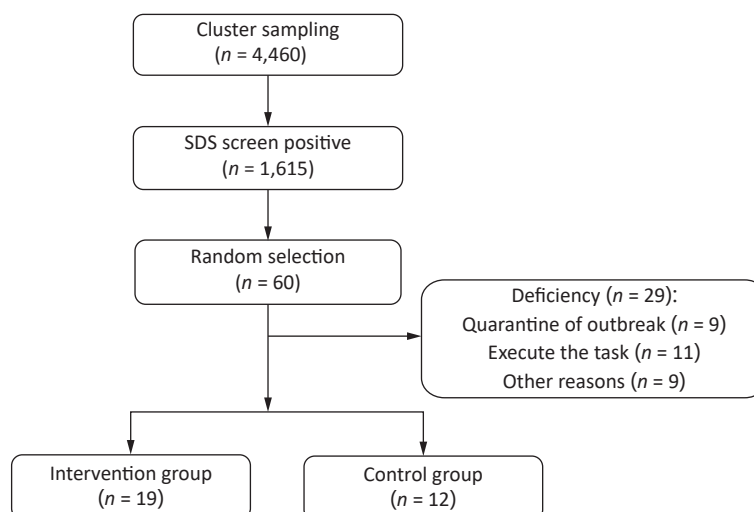 Cluster sampling
(n = 4,460)
SDS screen positive
(n = 1,615)
Random selection
(n = 60)
Deficiency (n = 29):
Quarantine of outbreak (n = 9)
Execute the task (n = 11)
Other reasons (n = 9)
Intervention group
(n = 19)
Control group
(n = 12)